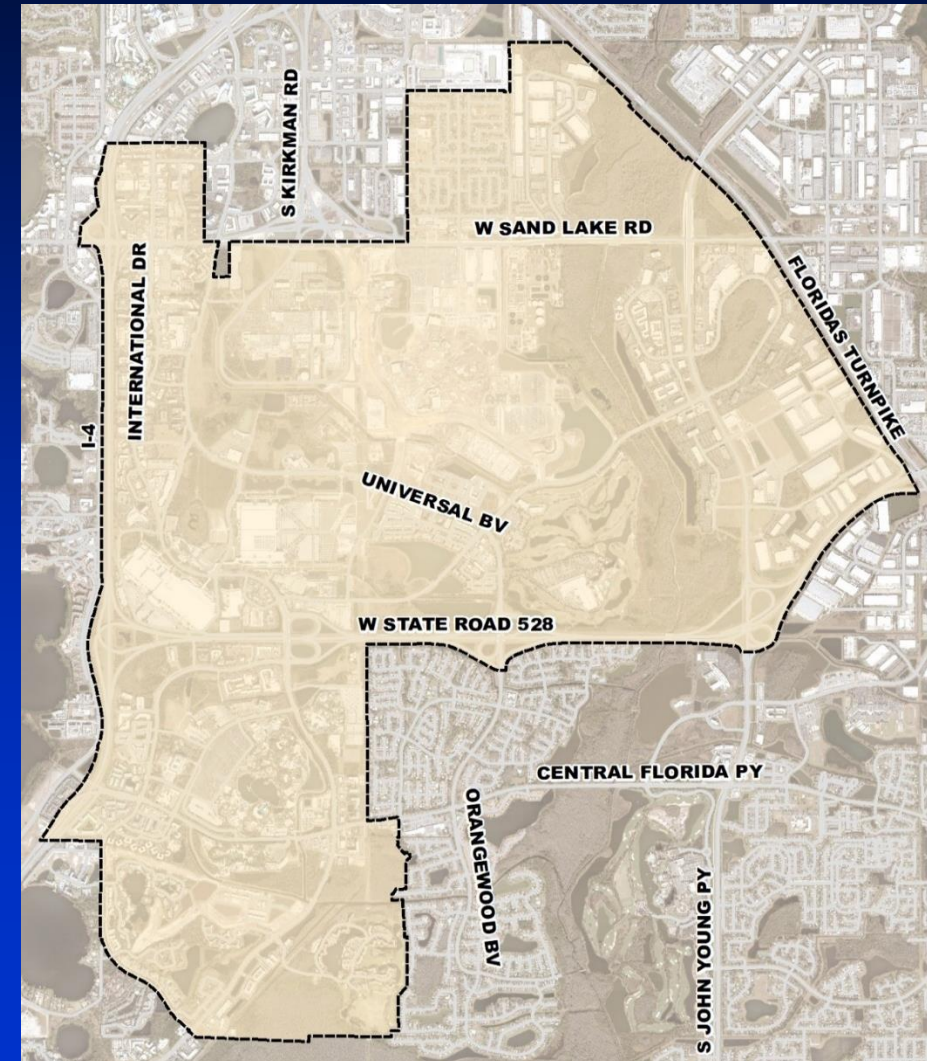 S KIRKMAN RD
W SAND LAKE RD
INTERNATIONAL DR
FLORIDAS TURNPIKE
I-4
UNIVERSAL BV
W STATE ROAD 528
CENTRAL FLORIDA PY
ORANGEWOOD BV
S JOHN YOUNG PY